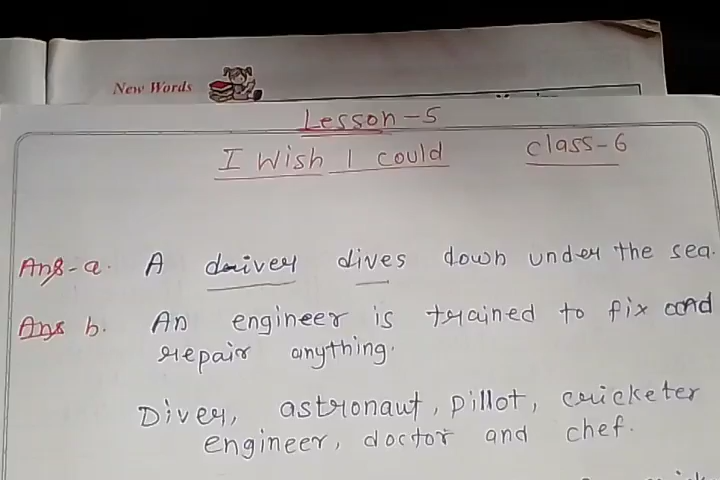 New Words
Lesson-5
I Wish I could class-6
Ans-a. A driver dives down under the sea.
Ans b. An engineer is trained to fix and
repair anything.
Diver, astronaut, pillot, cricketer
engineer, doctor and chef.